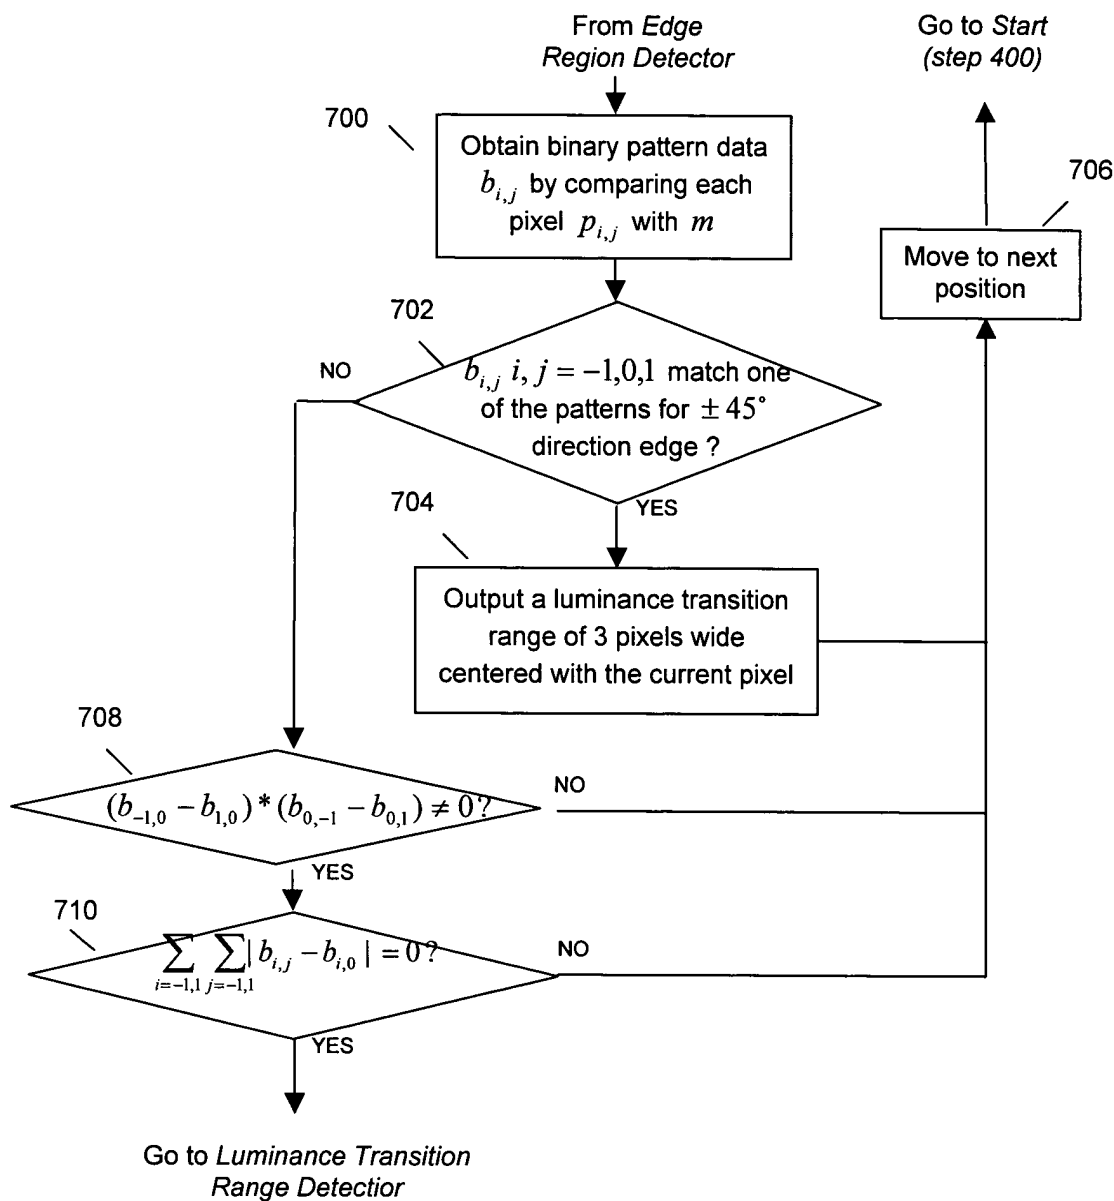 From Edge
Region Detector
Go to Start
(step 400)
700
Obtain binary pattern data
b_{i,j} by comparing each
pixel p_{i,j} with m
706
Move to next
position
702
NO
b_{i,j} i, j = -1,0,1 match one
of the patterns for ± 45°
direction edge ?
YES
704
Output a luminance transition
range of 3 pixels wide
centered with the current pixel
708
(b_{-1,0} - b_{1,0}) * (b_{0,-1} - b_{0,1}) ≠ 0 ?
NO
YES
710
∑_{i=-1,1} ∑_{j=-1,1} | b_{i,j} - b_{i,0} | = 0 ?
NO
YES
Go to Luminance Transition
Range Detectior